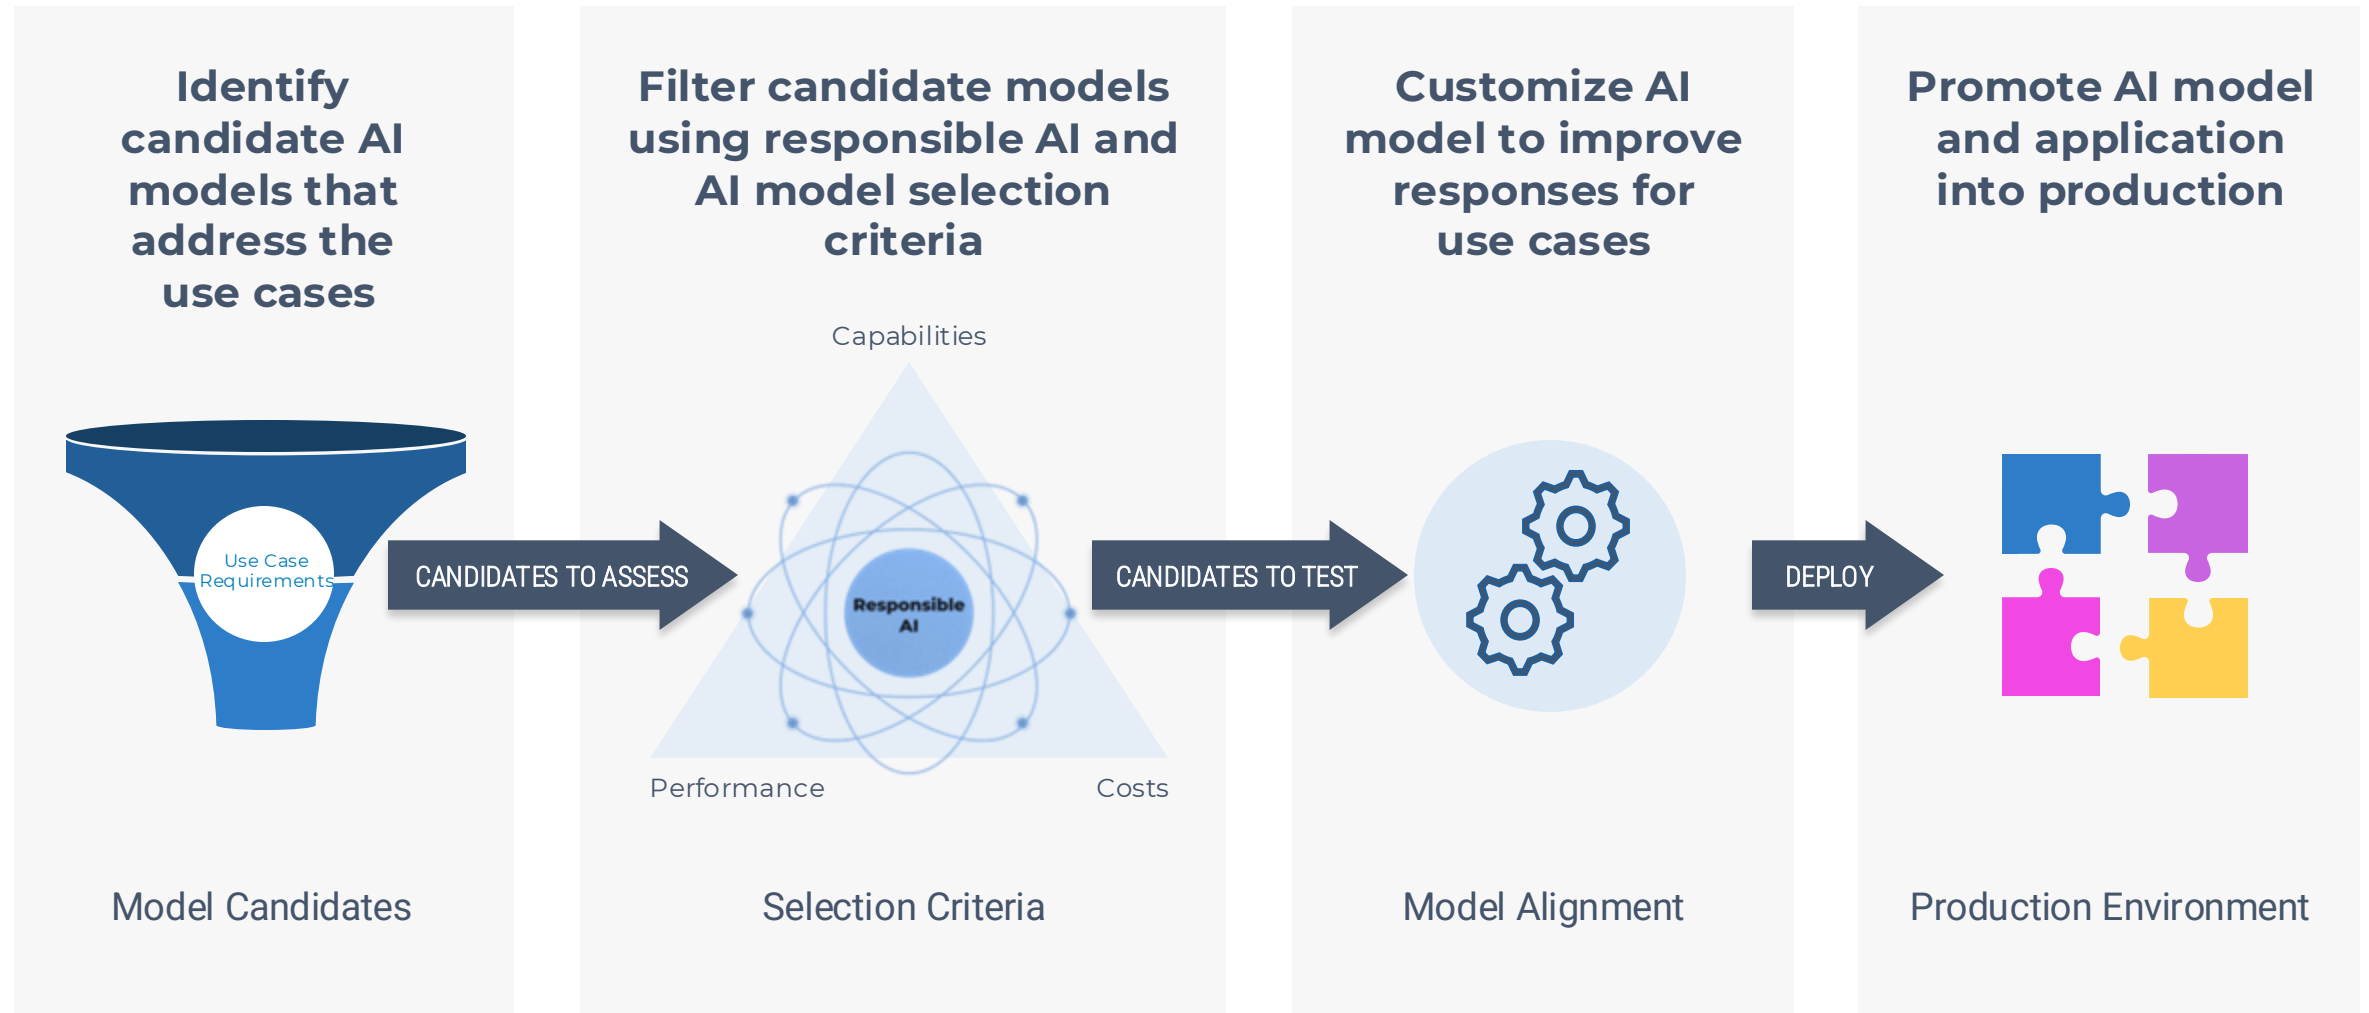 Identify
candidate AI
models that
address the
use cases
Use Case
Requirements
Model Candidates
CANDIDATES TO ASSESS
Filter candidate models
using responsible AI and
AI model selection
criteria
Capabilities
Responsible
AI
Performance
Costs
Selection Criteria
CANDIDATES TO TEST
Customize AI
model to improve
responses for
use cases
Model Alignment
DEPLOY
Promote AI model
and application
into production
Production Environment